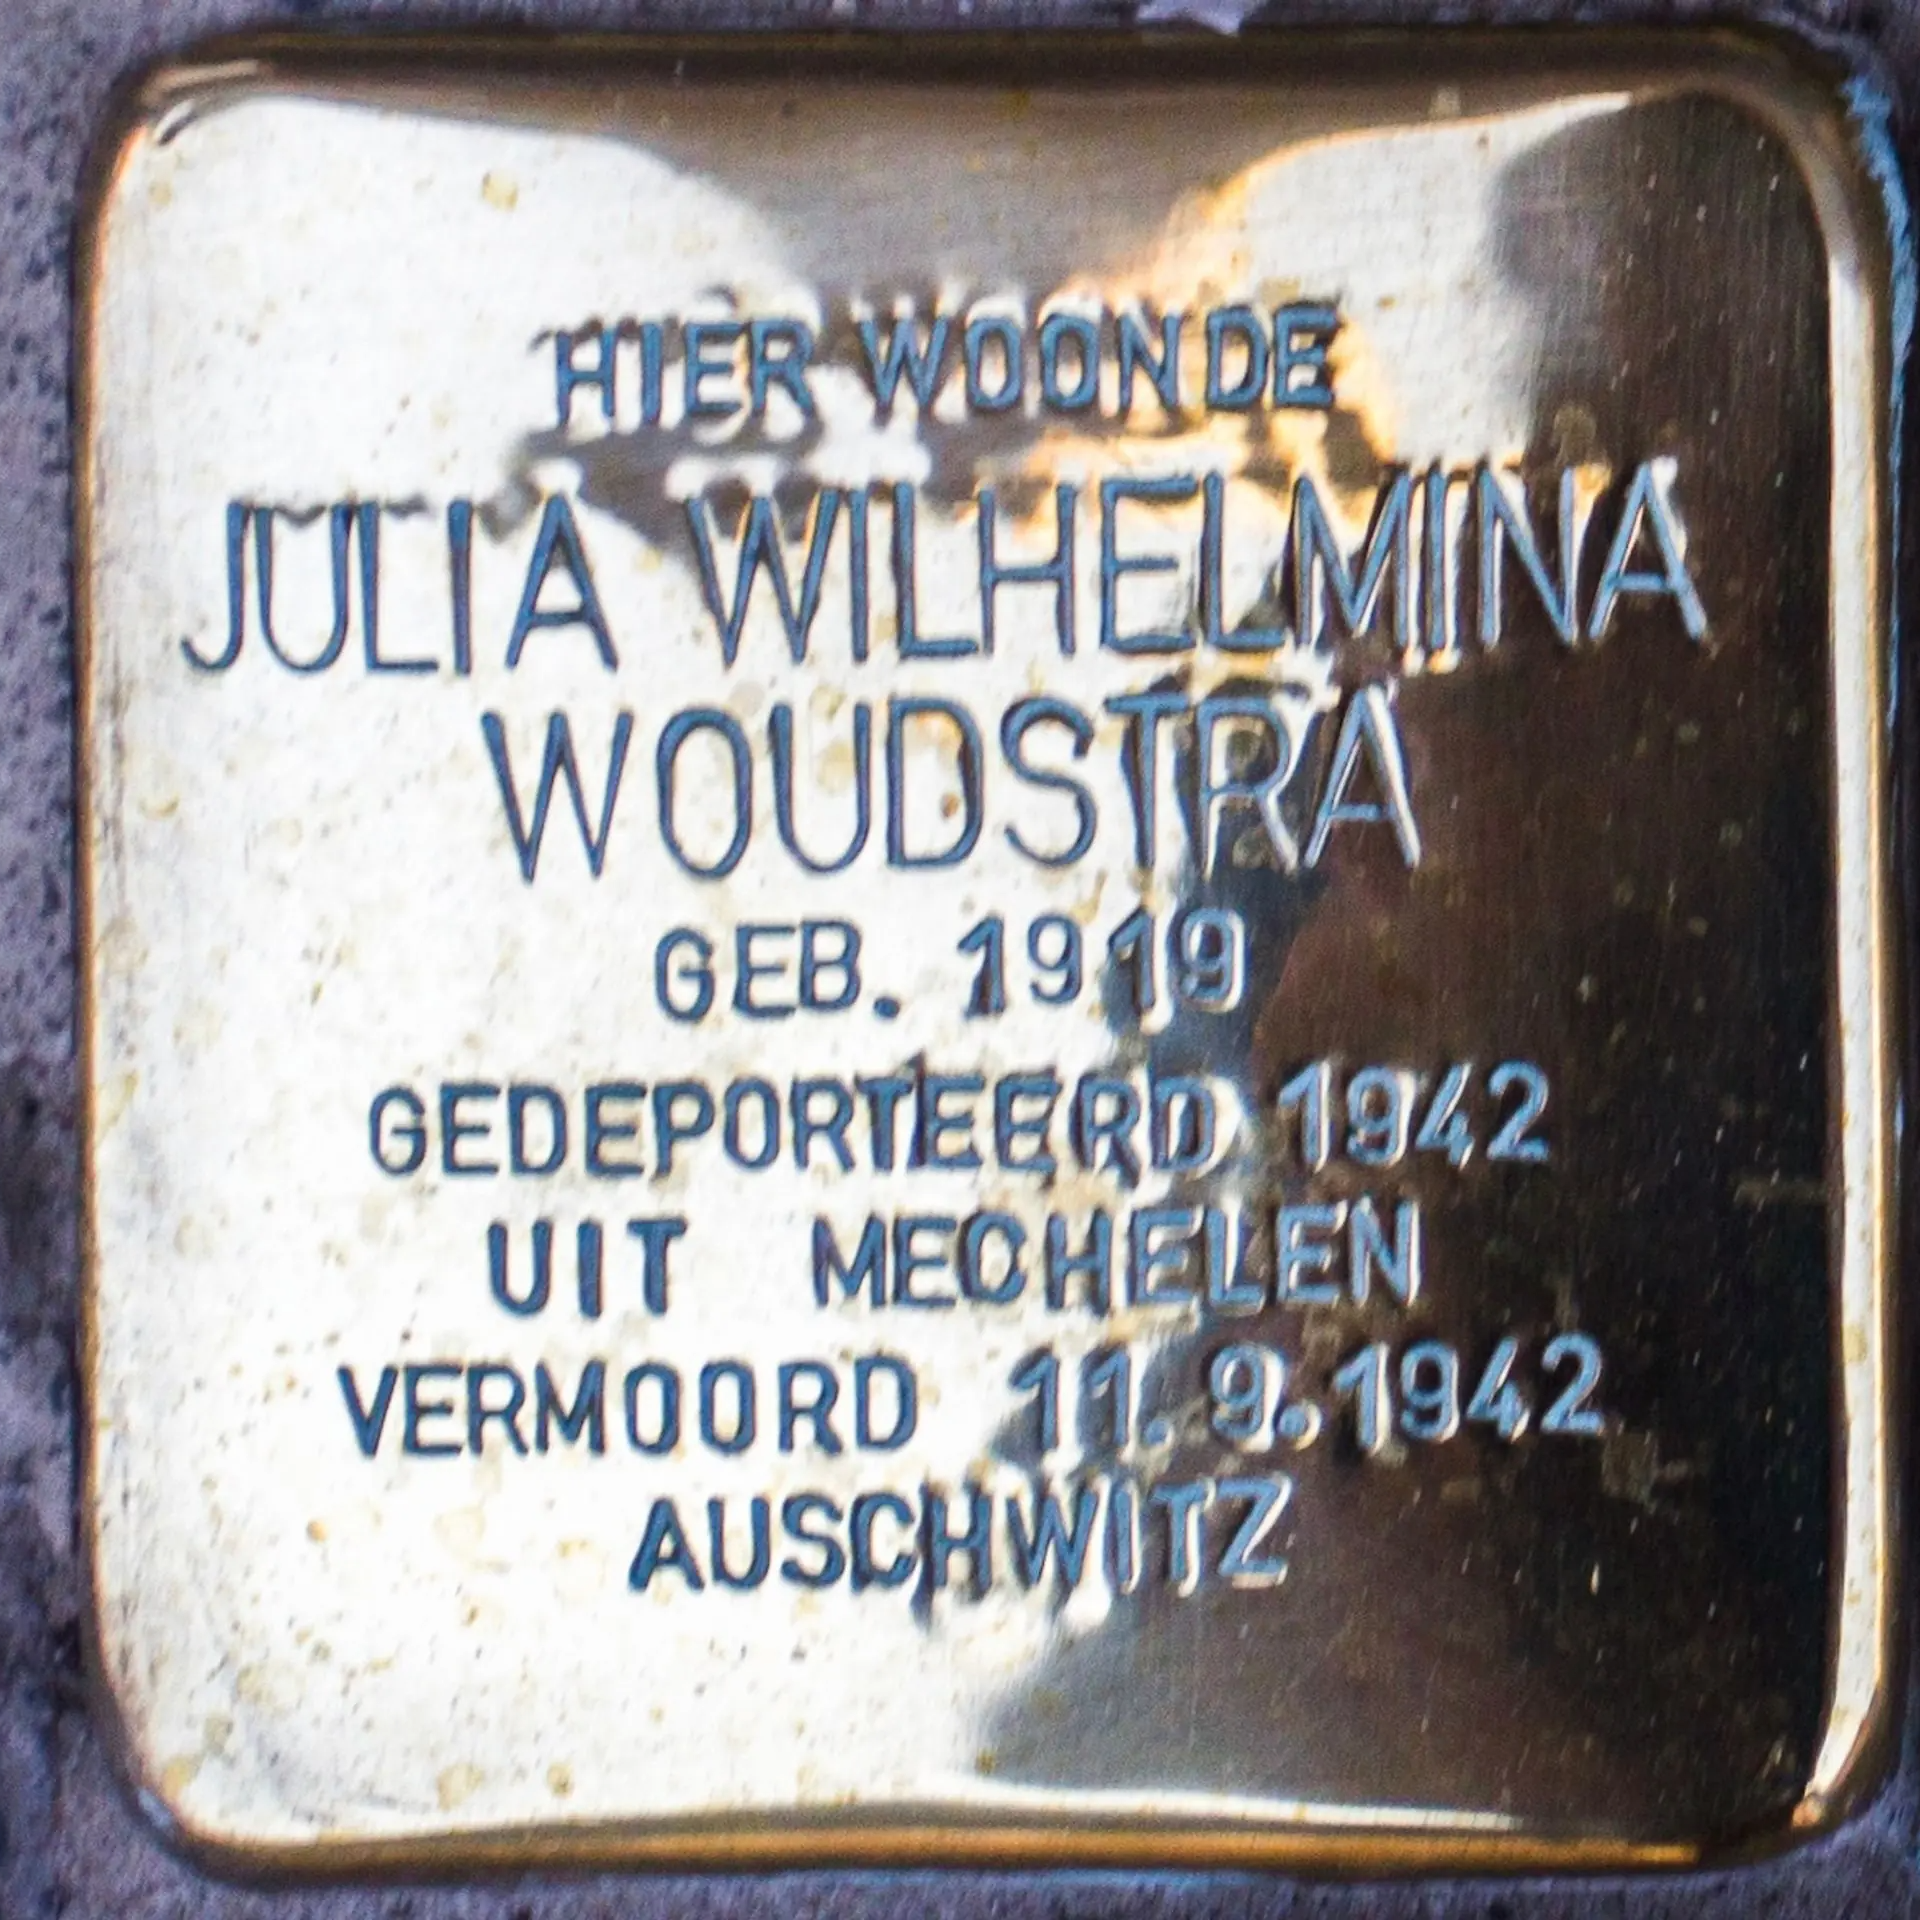 HIER WOONDE
JULIA WILHELMINA
WOUDSTRA
GEB. 1919
GEDEPORTEERD 1942
UIT MECHELEN
VERMOORD 11.9.1942
AUSCHWITZ